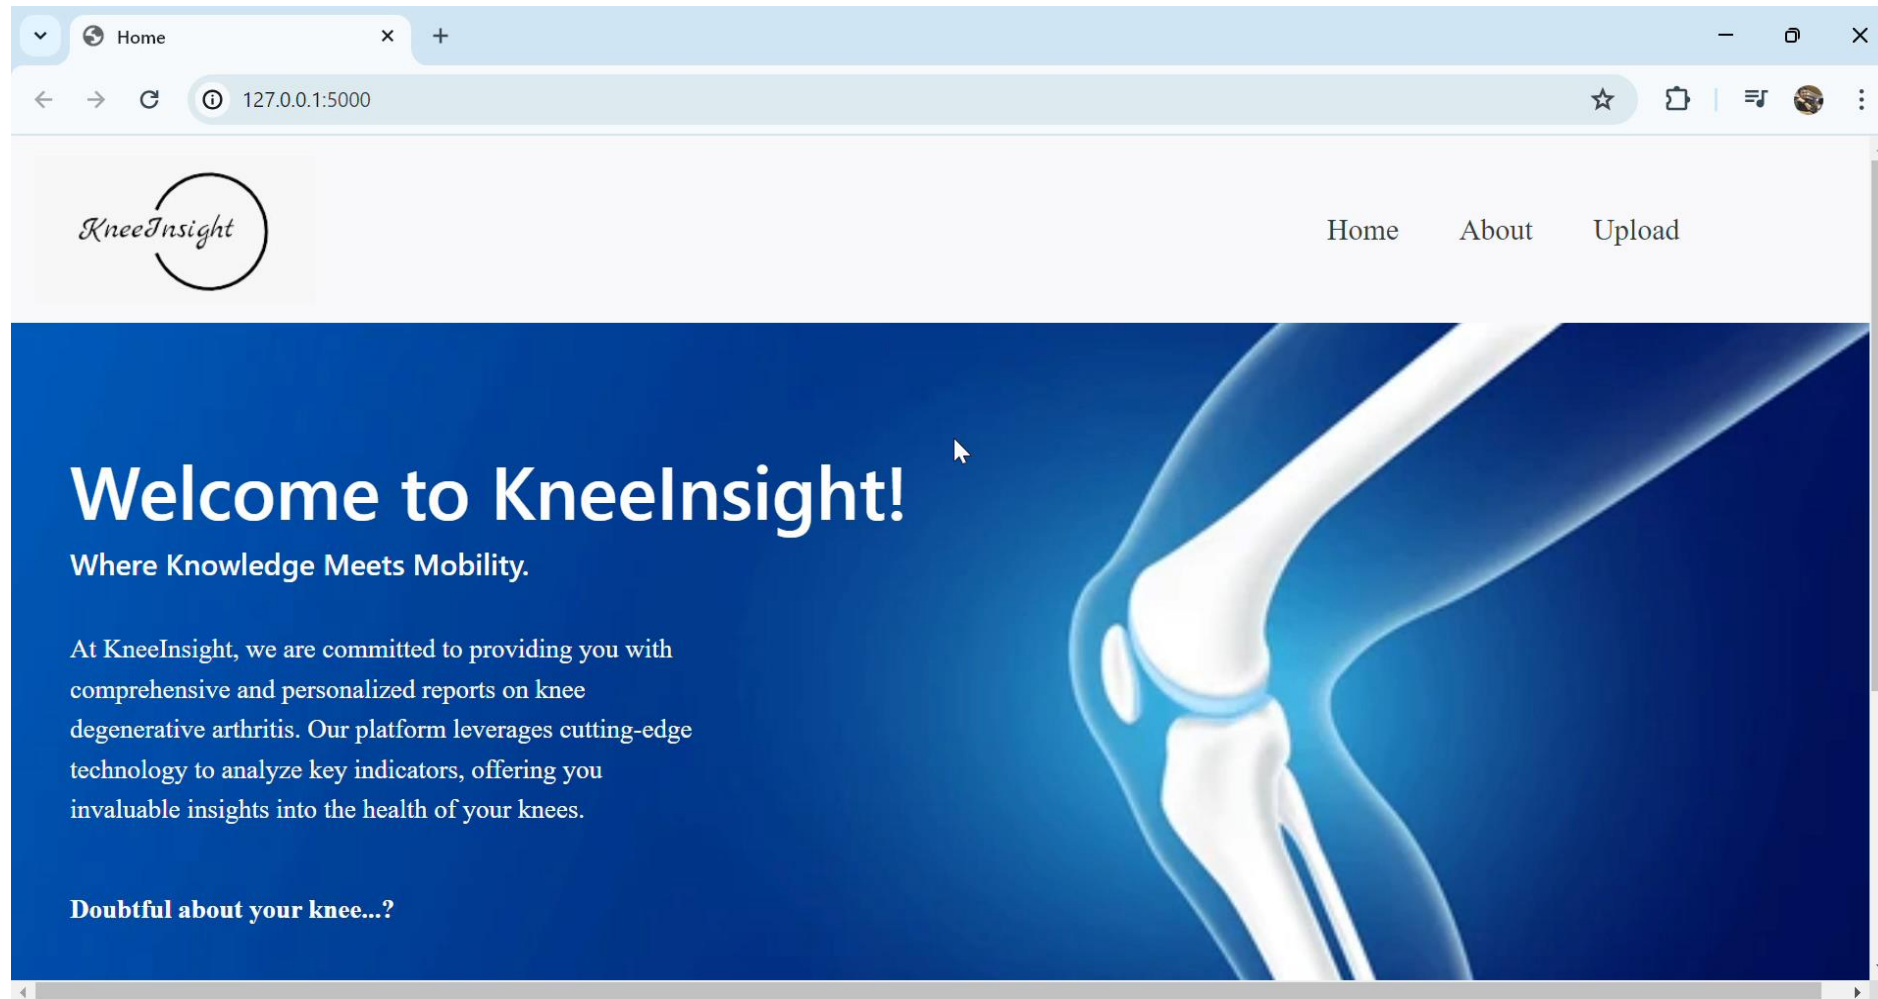 Home
127.0.0.1:5000
KneeInsight
Home About Upload
Welcome to KneeInsight!
Where Knowledge Meets Mobility.
At KneeInsight, we are committed to providing you with
comprehensive and personalized reports on knee
degenerative arthritis. Our platform leverages cutting-edge
technology to analyze key indicators, offering you
invaluable insights into the health of your knees.
Doubtful about your knee...?